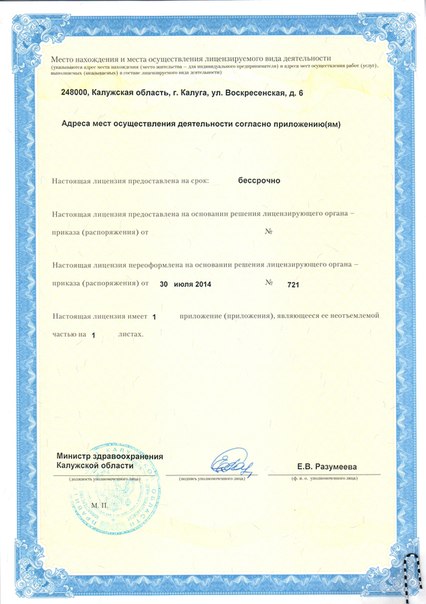 Место нахождения и места осуществления лицензируемого вида деятельности
(указываются адрес места нахождения (место жительства – для индивидуального предпринимателя) и адреса мест осуществления работ (услуг),
выполняемых (оказываемых) в составе лицензируемого вида деятельности)
248000, Калужская область, г. Калуга, ул. Воскресенская, д. 6
Адреса мест осуществления деятельности согласно приложению(ям)
Настоящая лицензия предоставлена на срок: бессрочно
Настоящая лицензия предоставлена на основании решения лицензирующего органа –
приказа (распоряжения) от №
Настоящая лицензия переоформлена на основании решения лицензирующего органа –
приказа (распоряжения) от 30 июля 2014 № 721
Настоящая лицензия имеет 1 приложение (приложения), являющееся ее неотъемлемой
частью на 1 листах.
Министр здравоохранения
Калужской области
Е.В. Разумеева
(должность уполномоченного лица) (подпись уполномоченного лица) (ф. и. о. уполномоченного лица)
М. П.